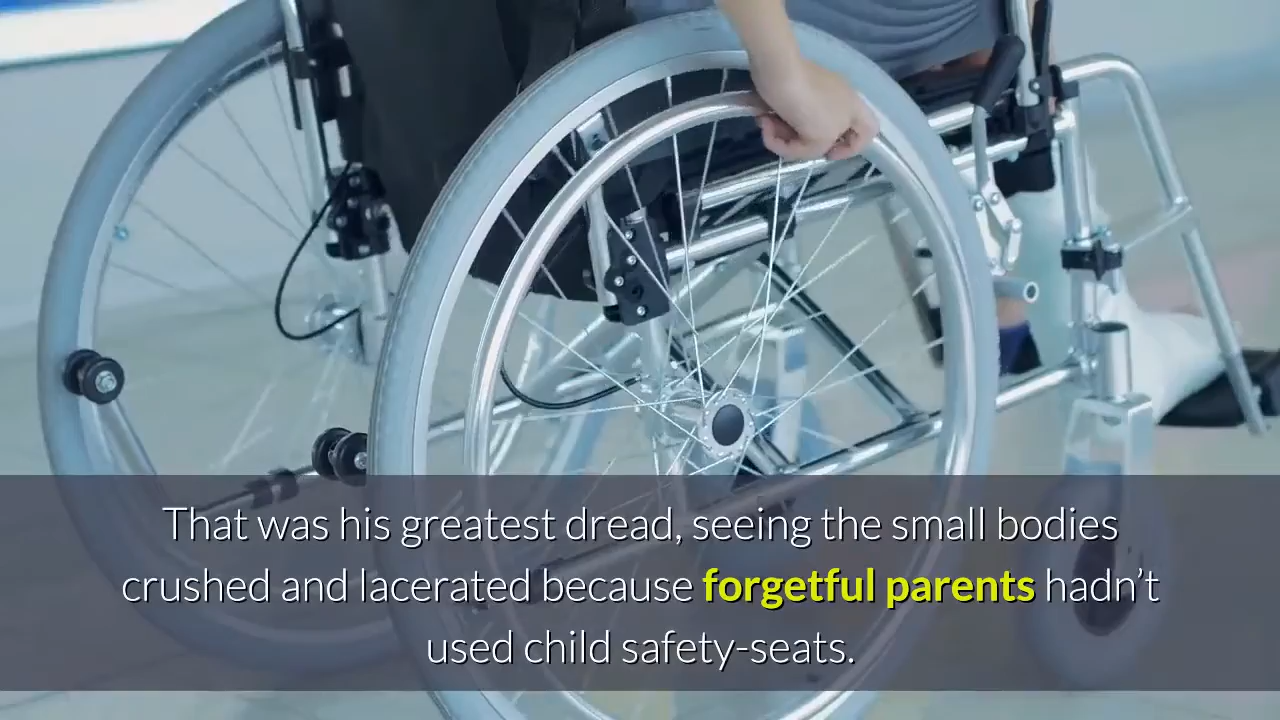 That was his greatest dread, seeing the small bodies
crushed and lacerated because forgetful parents hadn’t
used child safety-seats.